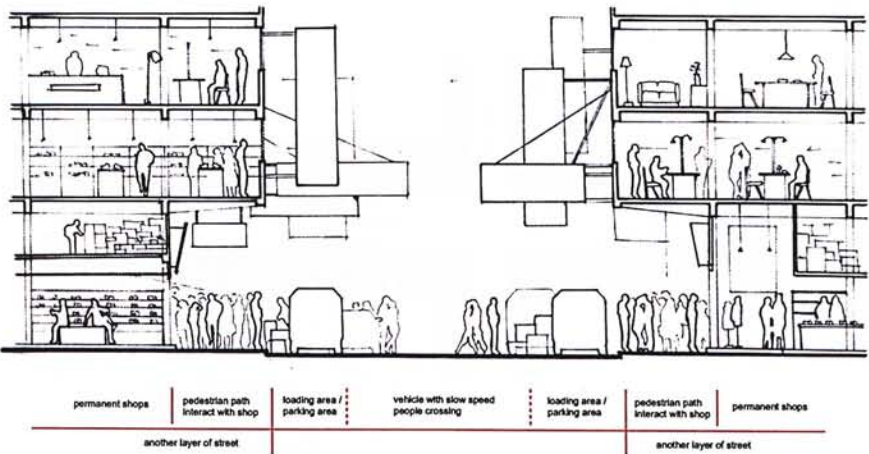 permanent shops
pedestrian path
interact with shop
loading area /
parking area
vehicle with slow speed
people crossing
loading area /
parking area
pedestrian path
interact with shop
permanent shops
another layer of street
another layer of street